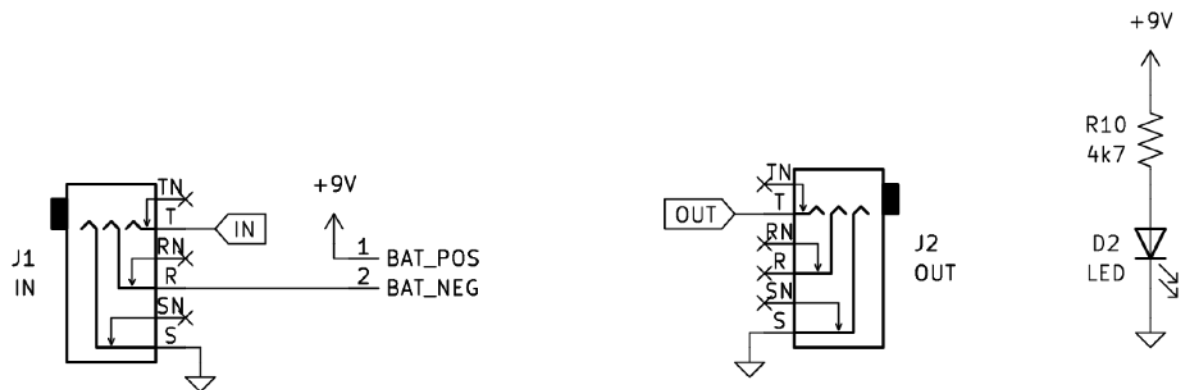 +9V
R10
4k7
D2
LED
J1
IN
TN
T
RN
R
SN
S
IN
+9V
1 BAT_POS
2 BAT_NEG
OUT
TN
T
RN
R
SN
S
J2
OUT